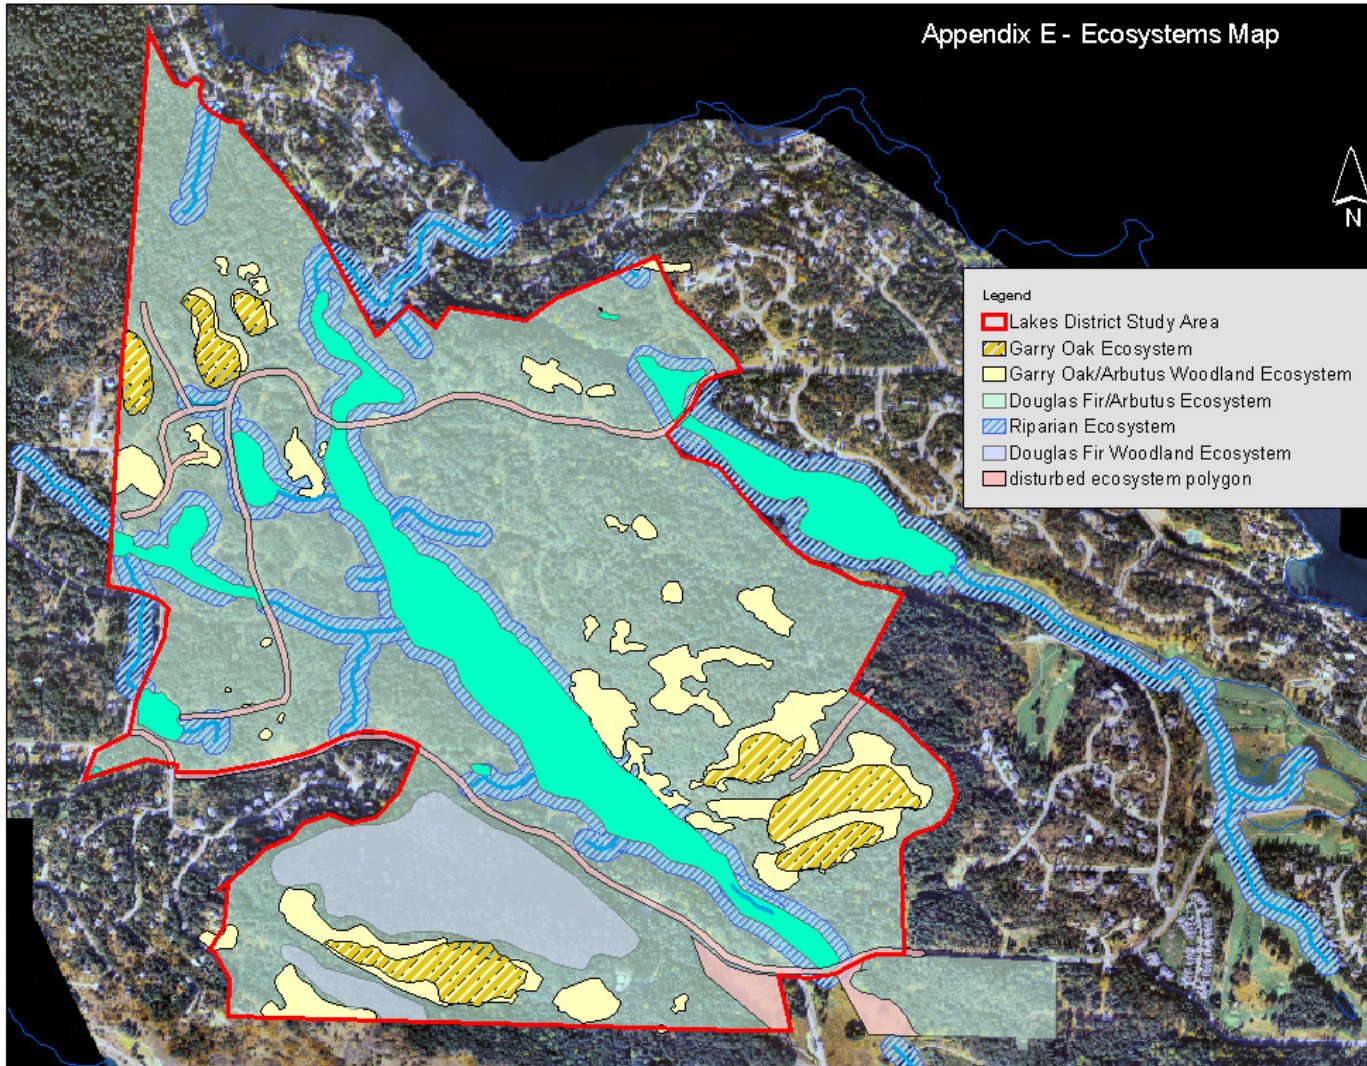 Appendix E - Ecosystems Map
N
Legend
Lakes District Study Area
Garry Oak Ecosystem
Garry Oak/Arbutus Woodland Ecosystem
Douglas Fir/Arbutus Ecosystem
Riparian Ecosystem
Douglas Fir Woodland Ecosystem
disturbed ecosystem polygon